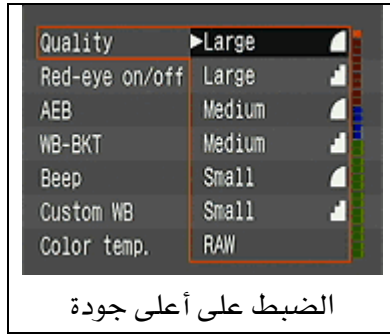 Quality ►Large
Red-eye on/off Large
AEB Medium
WB-BKT Medium
Beep Small
Custom WB Small
Color temp. RAW
الضبط على أعلى جودة